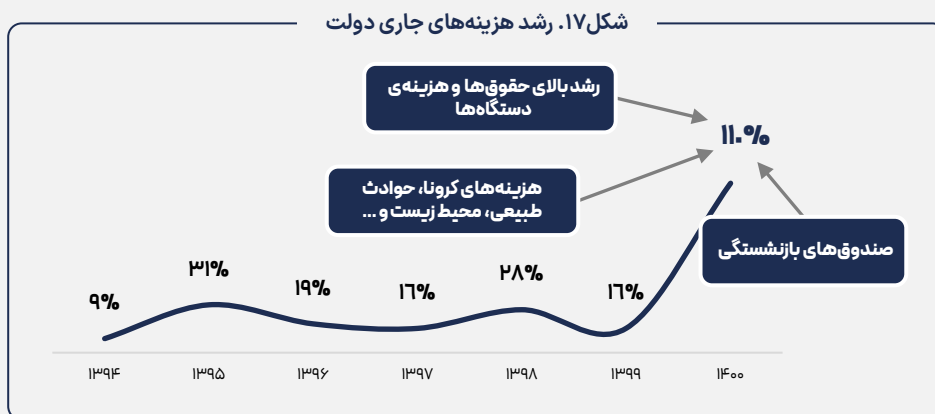 شکل۱۷. رشد هزینه‌های جاری دولت
رشد بالای حقوق‌ها و هزینه‌ی
دستگاه‌ها
۱۱۰%
هزینه‌های کرونا، حوادث
طبیعی، محیط زیست و ...
صندوق‌های بازنشستگی
۹%
۳۱%
۱۹%
۱۶%
۲۸%
۱۶%
۱۳۹۴
۱۳۹۵
۱۳۹۶
۱۳۹۷
۱۳۹۸
۱۳۹۹
۱۴۰۰